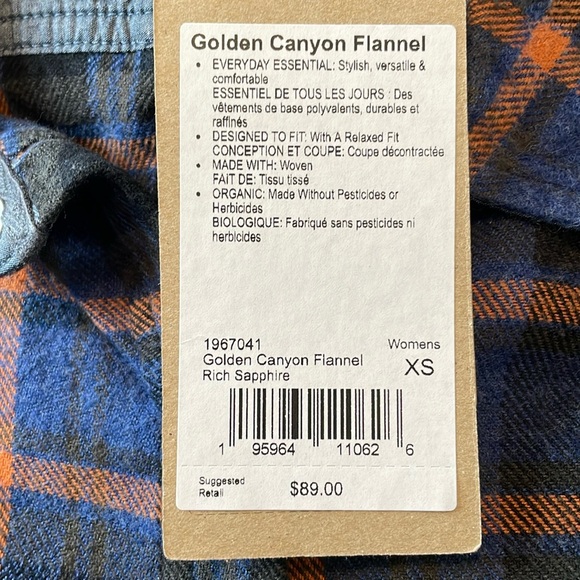 Golden Canyon Flannel
• EVERYDAY ESSENTIAL: Stylish, versatile &
comfortable
ESSENTIEL DE TOUS LES JOURS : Des
vêtements de base polyvalents, durables et
raffinés
• DESIGNED TO FIT: With A Relaxed Fit
CONCEPTION ET COUPE: Coupe décontractée
• MADE WITH: Woven
FAIT DE: Tissu tissé
• ORGANIC: Made Without Pesticides or
Herbicides
BIOLOGIQUE: Fabriqué sans pesticides ni
herbicides
1967041 Womens
Golden Canyon Flannel XS
Rich Sapphire
1 95964 11062 6
Suggested
Retail $89.00